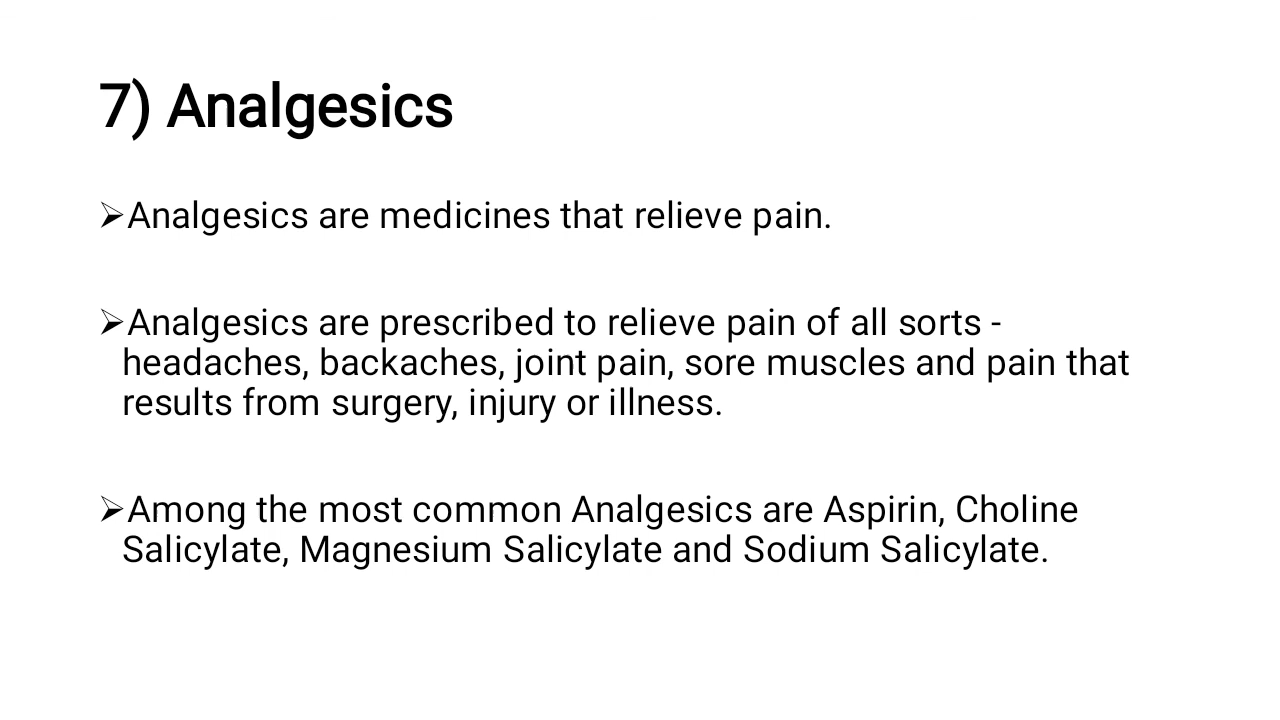 7) Analgesics
➢Analgesics are medicines that relieve pain.
➢Analgesics are prescribed to relieve pain of all sorts -
headaches, backaches, joint pain, sore muscles and pain that
results from surgery, injury or illness.
➢Among the most common Analgesics are Aspirin, Choline
Salicylate, Magnesium Salicylate and Sodium Salicylate.